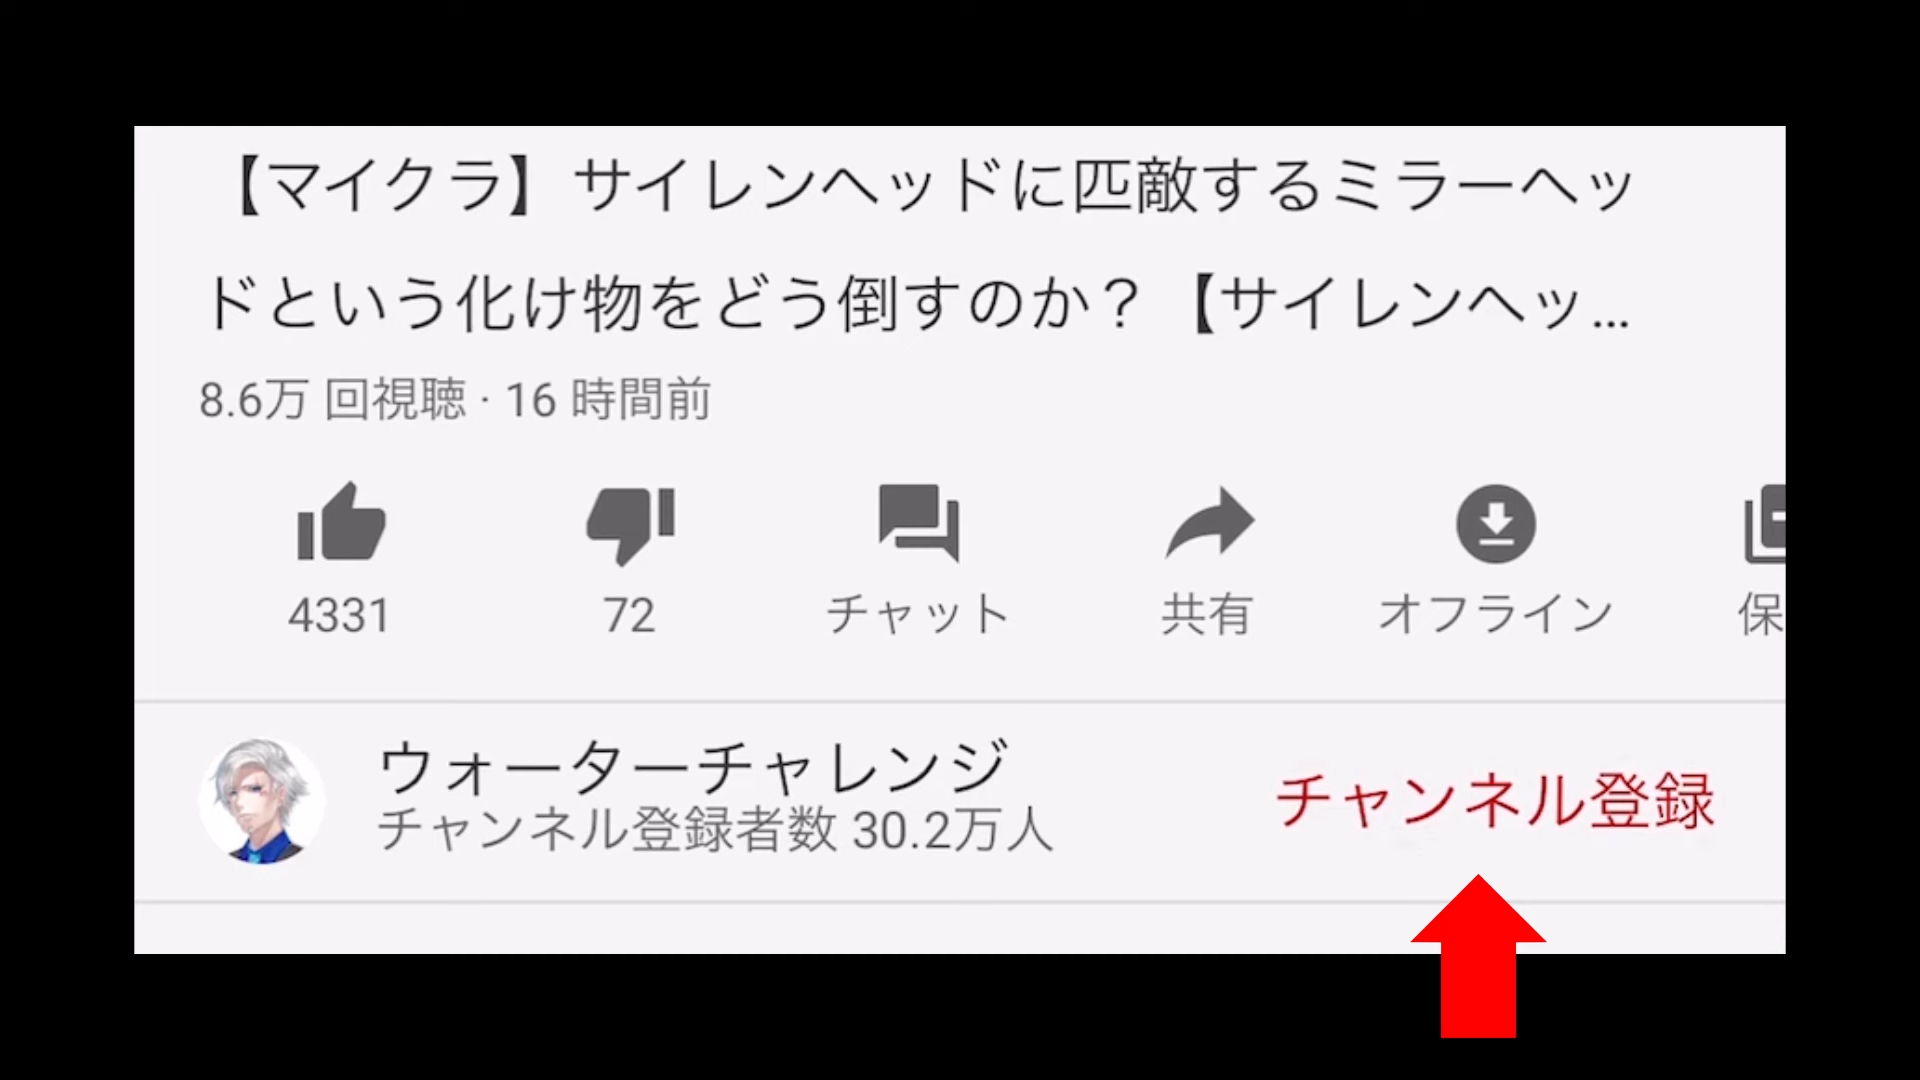 【マイクラ】サイレンヘッドに匹敵するミラーヘッ
ドという化け物をどう倒すのか？【サイレンヘッ...
8.6万 回視聴 · 16 時間前
4331
72
チャット
共有
オフライン
保
ウォーターチャレンジ
チャンネル登録者数 30.2万人
チャンネル登録